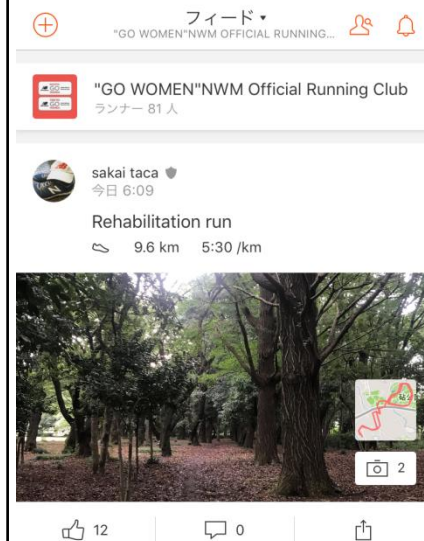 フィード
"GO WOMEN"NWM OFFICIAL RUNNING...
"GO WOMEN"NWM Official Running Club
ランナー 81 人
sakai taca
今日 6:09
Rehabilitation run
9.6 km 5:30 /km
2
12
0